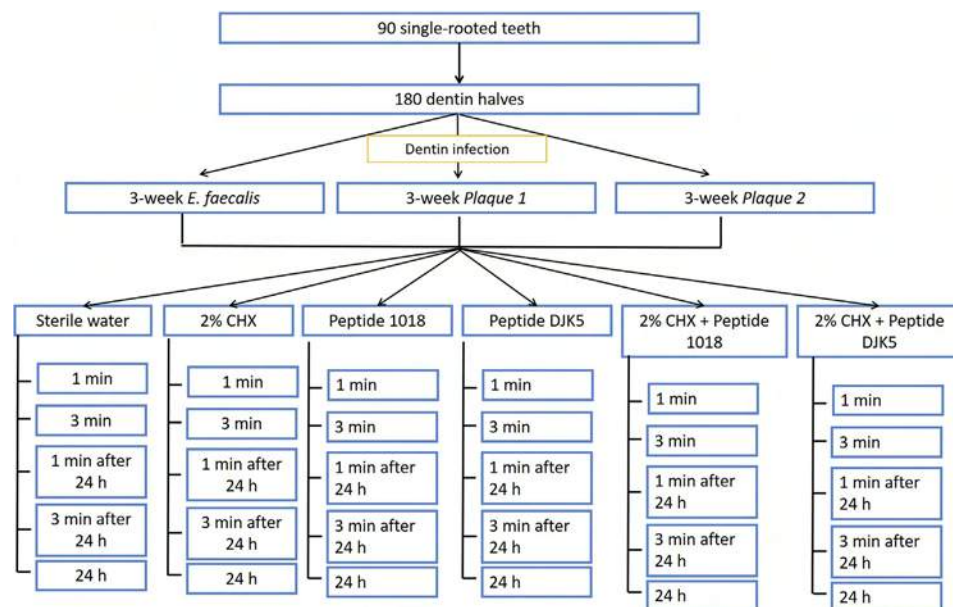 90 single-rooted teeth
180 dentin halves
Dentin infection
3-week E. faecalis
3-week Plaque 1
3-week Plaque 2
Sterile water
1 min
3 min
1 min after
24 h
3 min after
24 h
24 h
2% CHX
1 min
3 min
1 min after
24 h
3 min after
24 h
24 h
Peptide 1018
1 min
3 min
1 min after
24 h
3 min after
24 h
24 h
Peptide DJK5
1 min
3 min
1 min after
24 h
3 min after
24 h
24 h
2% CHX + Peptide
1018
1 min
3 min
1 min after
24 h
3 min after
24 h
24 h
2% CHX + Peptide
DJK5
1 min
3 min
1 min after
24 h
3 min after
24 h
24 h